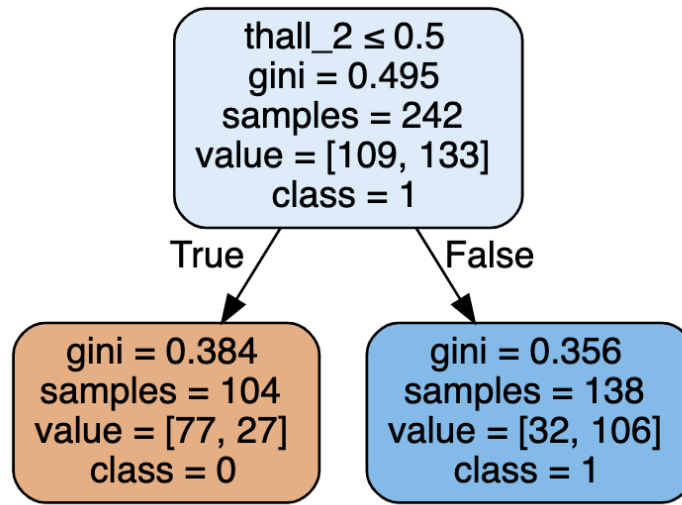 thall_2 ≤ 0.5
gini = 0.495
samples = 242
value = [109, 133]
class = 1
True
False
gini = 0.384
samples = 104
value = [77, 27]
class = 0
gini = 0.356
samples = 138
value = [32, 106]
class = 1